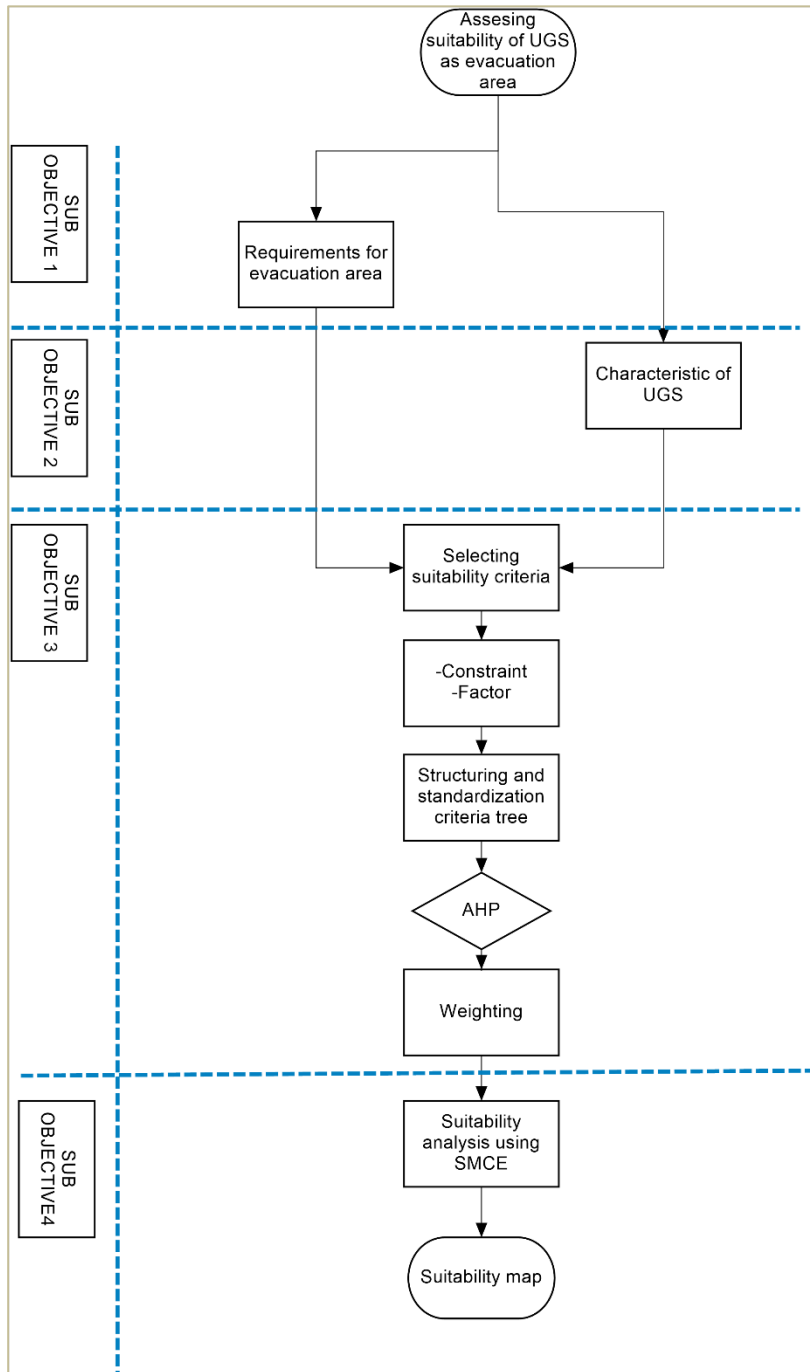 Assesing
suitability of UGS
as evacuation
area
SUB
OBJECTIVE 1
Requirements for
evacuation area
SUB
OBJECTIVE 2
Characteristic of
UGS
SUB
OBJECTIVE 3
Selecting
suitability criteria
-Constraint
-Factor
Structuring and
standardization
criteria tree
AHP
Weighting
SUB
OBJECTIVE4
Suitability
analysis using
SMCE
Suitability map